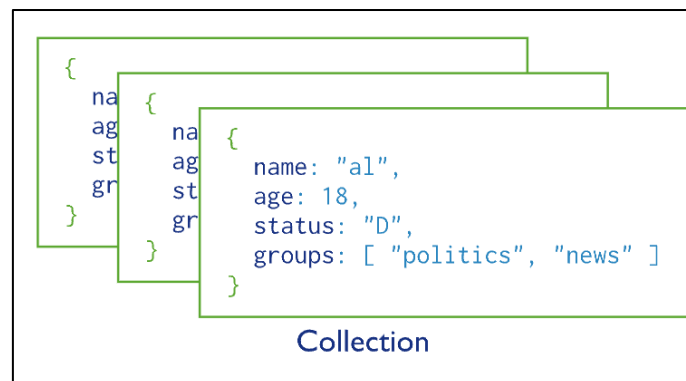 {
na
ag
st
gr
}
{
na
ag
st
gr
}
{
name: "al",
age: 18,
status: "D",
groups: [ "politics", "news" ]
}
Collection